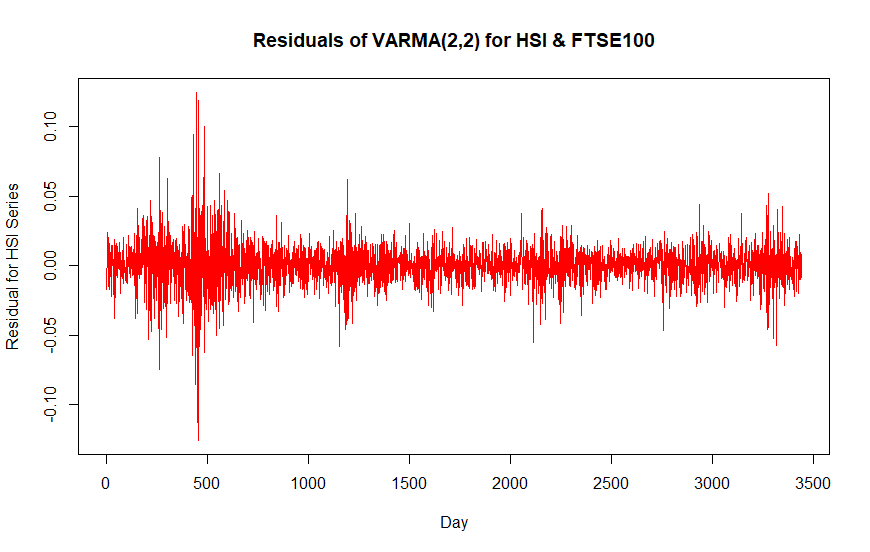 Residuals of VARMA(2,2) for HSI & FTSE100
Residual for HSI Series
0.10
0.05
0.00
-0.05
-0.10
0 500 1000 1500 2000 2500 3000 3500
Day